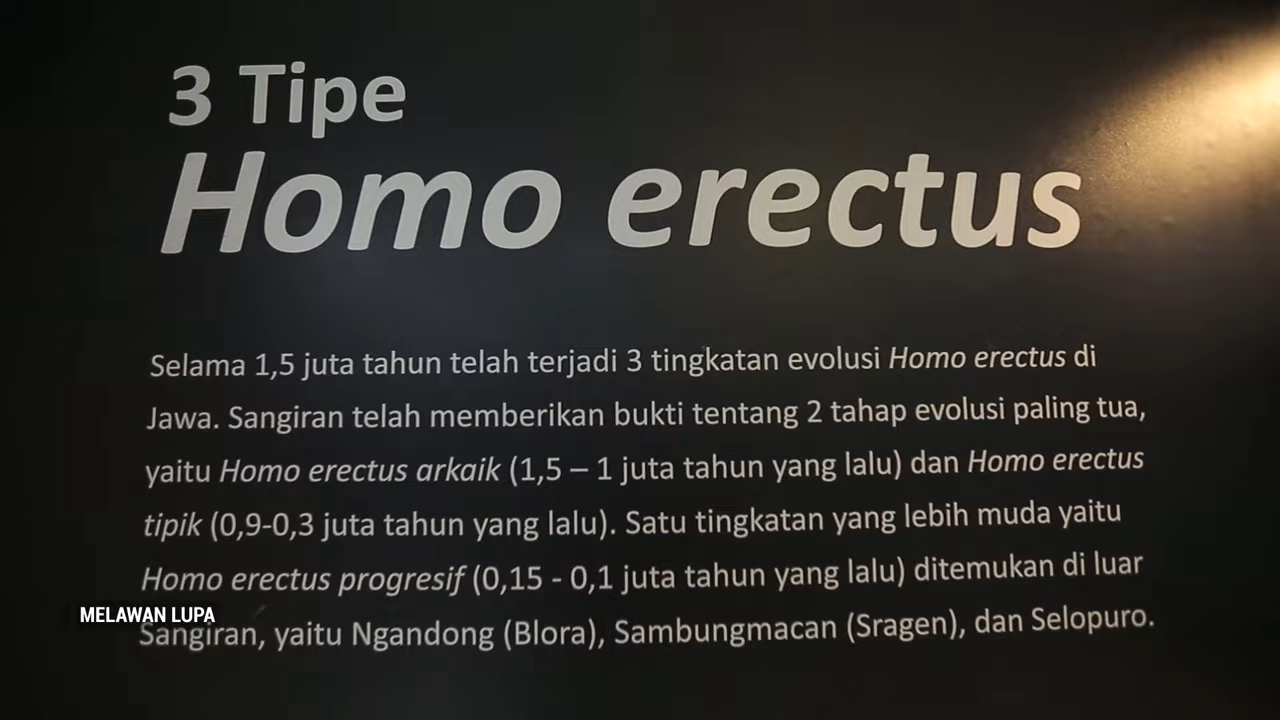 3 Tipe
Homo erectus
Selama 1,5 juta tahun telah terjadi 3 tingkatan evolusi Homo erectus di
Jawa. Sangiran telah memberikan bukti tentang 2 tahap evolusi paling tua,
yaitu Homo erectus arkaik (1,5 – 1 juta tahun yang lalu) dan Homo erectus
tipik (0,9-0,3 juta tahun yang lalu). Satu tingkatan yang lebih muda yaitu
Homo erectus progresif (0,15 - 0,1 juta tahun yang lalu) ditemukan di luar
Sangiran, yaitu Ngandong (Blora), Sambungmacan (Sragen), dan Selopuro.
MELAWAN LUPA